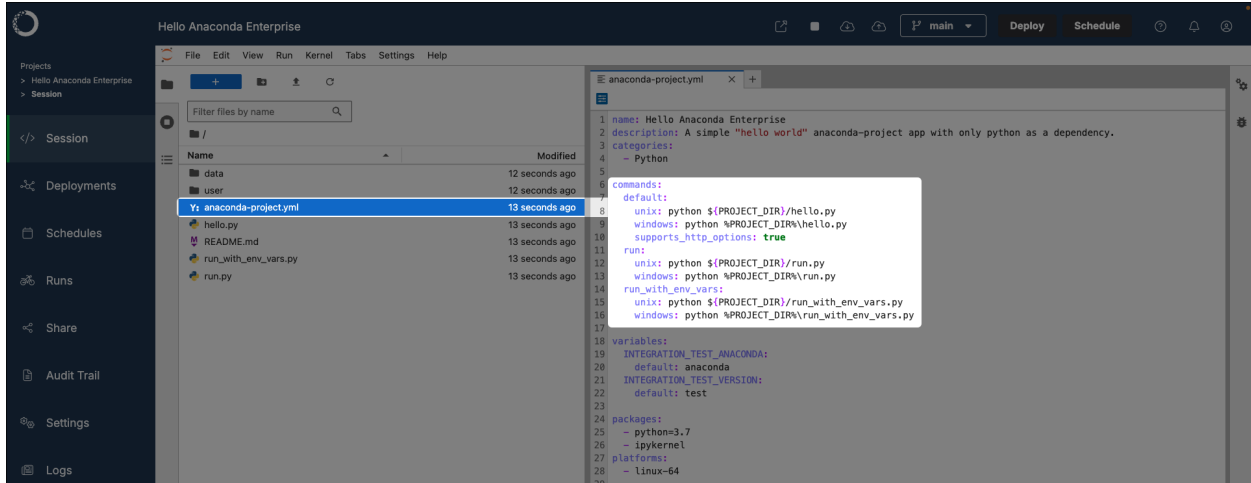 Hello Anaconda Enterprise
main
Deploy
Schedule
Projects
> Hello Anaconda Enterprise
> Session
Session
Deployments
Schedules
Runs
Share
Audit Trail
Settings
Logs
File Edit View Run Kernel Tabs Settings Help
+
Filter files by name
/
Name Modified
data 12 seconds ago
user 12 seconds ago
Y: anaconda-project.yml 13 seconds ago
hello.py 13 seconds ago
README.md 13 seconds ago
run_with_env_vars.py 13 seconds ago
run.py 13 seconds ago
anaconda-project.yml × +
1 name: Hello Anaconda Enterprise
2 description: A simple "hello world" anaconda-project app with only python as a dependency.
3 categories:
4   - Python
5
6 commands:
7   default:
8     unix: python ${PROJECT_DIR}/hello.py
9     windows: python %PROJECT_DIR%\hello.py
10     supports_http_options: true
11   run:
12     unix: python ${PROJECT_DIR}/run.py
13     windows: python %PROJECT_DIR%\run.py
14   run_with_env_vars:
15     unix: python ${PROJECT_DIR}/run_with_env_vars.py
16     windows: python %PROJECT_DIR%\run_with_env_vars.py
17
18 variables:
19   INTEGRATION_TEST_ANACONDA:
20     default: anaconda
21   INTEGRATION_TEST_VERSION:
22     default: test
23
24 packages:
25   - python=3.7
26   - ipykernel
27 platforms:
28   - linux-64